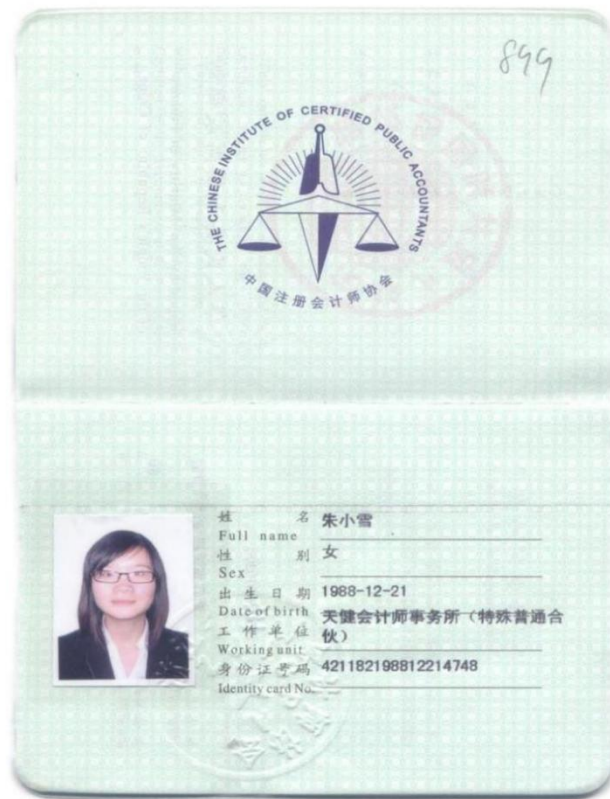 899
THE CHINESE INSTITUTE OF CERTIFIED PUBLIC ACCOUNTANTS
中国注册会计师协会
姓 名 朱小雪
Full name
性 别 女
Sex
出生日期 1988-12-21
Date of birth
工作单位 天健会计师事务所（特殊普通合
伙）
Working unit
身份证号码 421182198812214748
Identity card No.